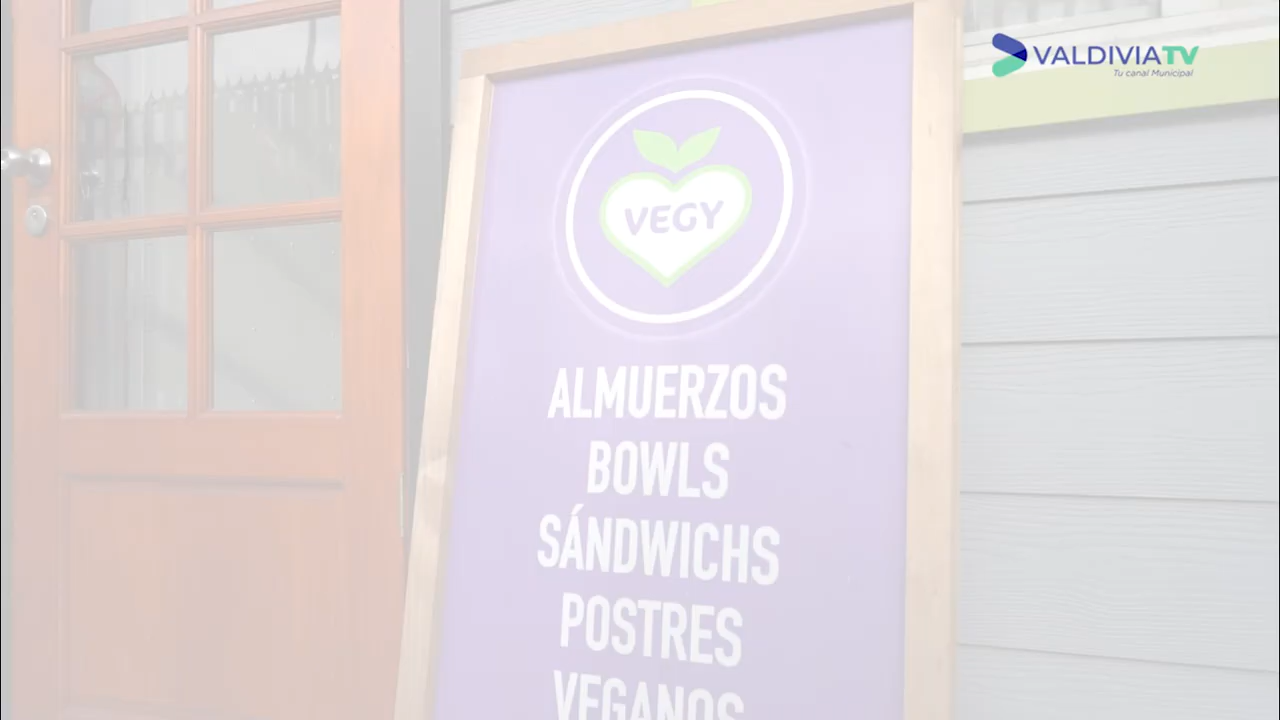 VALDIVIATV
Tu canal Municipal
VEGY
ALMUERZOS
BOWLS
SÁNDWICHS
POSTRES
VEGANOS